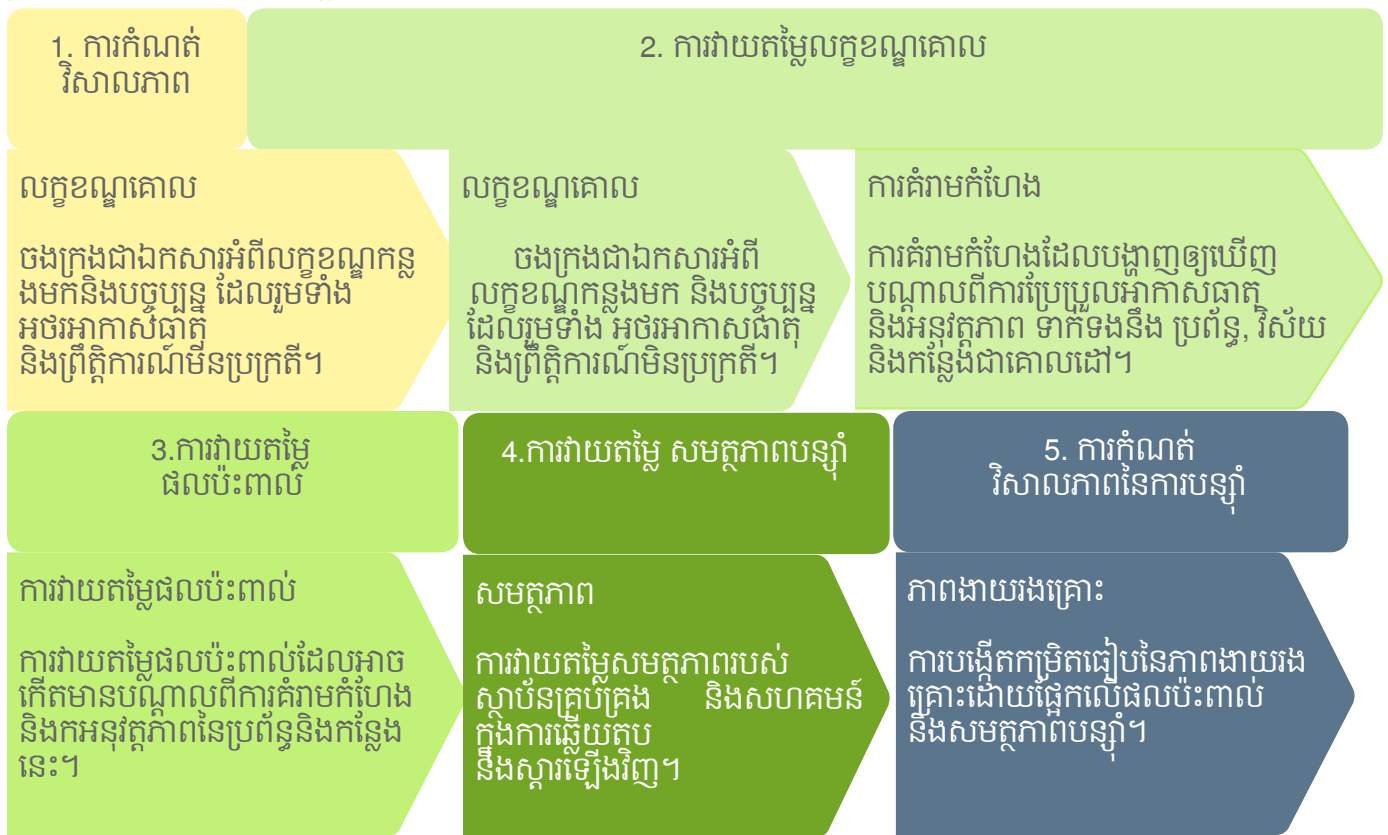 1. ការកំណត់
វិសាលភាព
2. ការវាយតម្លៃលក្ខខណ្ឌគោល
លក្ខខណ្ឌគោល
ចងក្រងជាឯកសារអំពីលក្ខខណ្ឌកន្ល
ងមកនិងបច្ចុប្បន្ន ដែលរួមទាំង
អថរអាកាសធាតុ
និងព្រឹត្តិការណ៍មិនប្រក្រតី។
លក្ខខណ្ឌគោល
ចងក្រងជាឯកសារអំពី
លក្ខខណ្ឌកន្លងមក និងបច្ចុប្បន្ន
ដែលរួមទាំង អថរអាកាសធាតុ
និងព្រឹត្តិការណ៍មិនប្រក្រតី។
ការគំរាមកំហែង
ការគំរាមកំហែងដែលបង្ហាញឲ្យឃើញ
បណ្តាលពីការប្រែប្រួលអាកាសធាតុ
និងអនុវត្តភាព ទាក់ទងនឹង ប្រព័ន្ធ, វិស័យ
និងកន្លែងជាគោលដៅ។
3.ការវាយតម្លៃ
ផលប៉ះពាល់
4.ការវាយតម្លៃ សមត្ថភាពបន្ស៊ាំ
5. ការកំណត់
វិសាលភាពនៃការបន្ស៊ាំ
ការវាយតម្លៃផលប៉ះពាល់
ការវាយតម្លៃផលប៉ះពាល់ដែលអាច
កើតមានបណ្តាលពីការគំរាមកំហែង
និងកអនុវត្តភាពនៃប្រព័ន្ធនិងកន្លែង
នេះ។
សមត្ថភាព
ការវាយតម្លៃសមត្ថភាពរបស់
ស្ថាប័នគ្រប់គ្រង និងសហគមន៍
ក្នុងការឆ្លើយតប
និងស្តារឡើងវិញ។
ភាពងាយរងគ្រោះ
ការបង្កើតកម្រិតធៀបនៃភាពងាយរង
គ្រោះដោយផ្អែកលើផលប៉ះពាល់
និងសមត្ថភាពបន្ស៊ាំ។